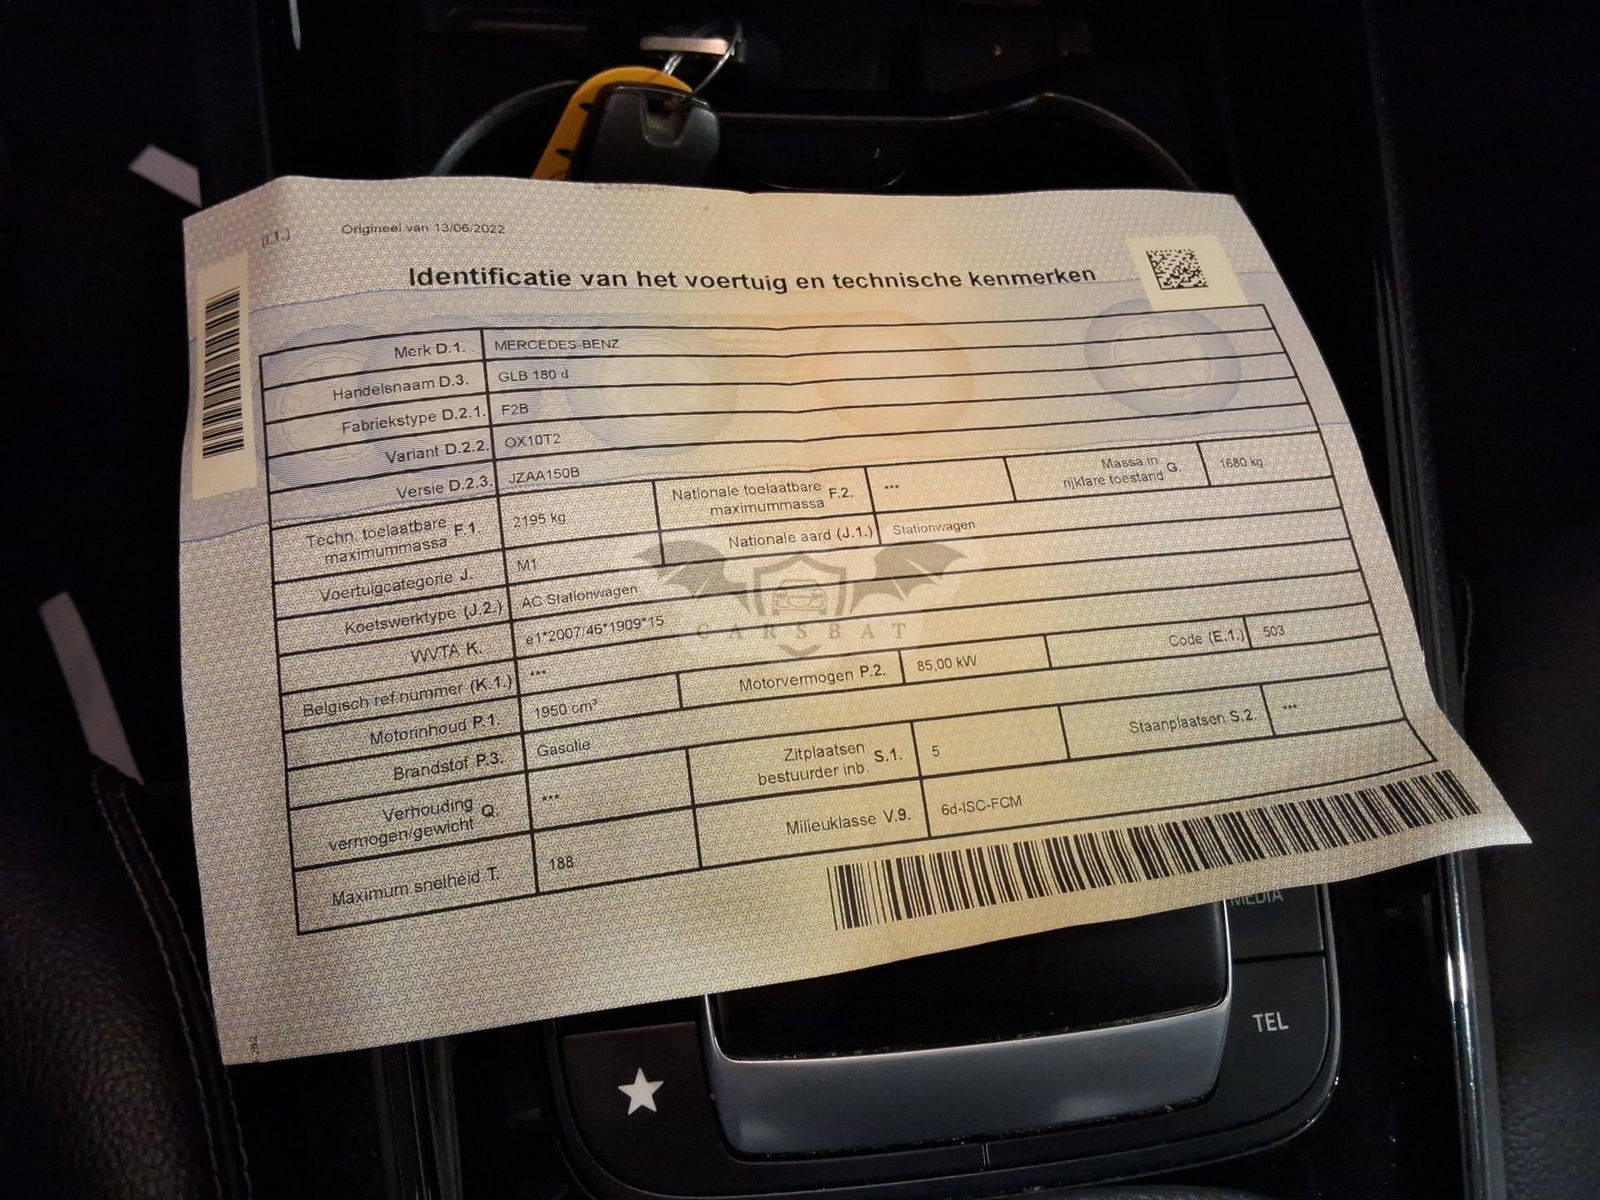 (I.1.)
Origineel van 13/06/2022
Identificatie van het voertuig en technische kenmerken
Merk D.1. MERCEDES-BENZ
Handelsnaam D.3. GLB 180 d
Fabriekstype D.2.1. F2B
Variant D.2.2. OX10T2
Versie D.2.3. JZAA150B
Techn. toelaatbare maximummassa F.1. 2195 kg Nationale toelaatbare maximummassa F.2. *** Massa in rijklare toestand G. 1680 kg
Voertuigcategorie J. M1 Nationale aard (J.1.) Stationwagen
Koetswerktype (J.2.) AC Stationwagen
WVTA K. e1*2007/46*1909*15
Belgisch ref.nummer (K.1.) ***
Motorinhoud P.1. 1950 cm³ Motorvermogen P.2. 85,00 kW Code (E.1.) 503
Brandstof P.3. Gasolie
Verhouding vermogen/gewicht Q. *** Zitplaatsen bestuurder inb. S.1. 5 Staanplaatsen S.2. ***
Maximum snelheid T. 188 Milieuklasse V.9. 6d-ISC-FCM
CARSBAT
MEDIA
TEL